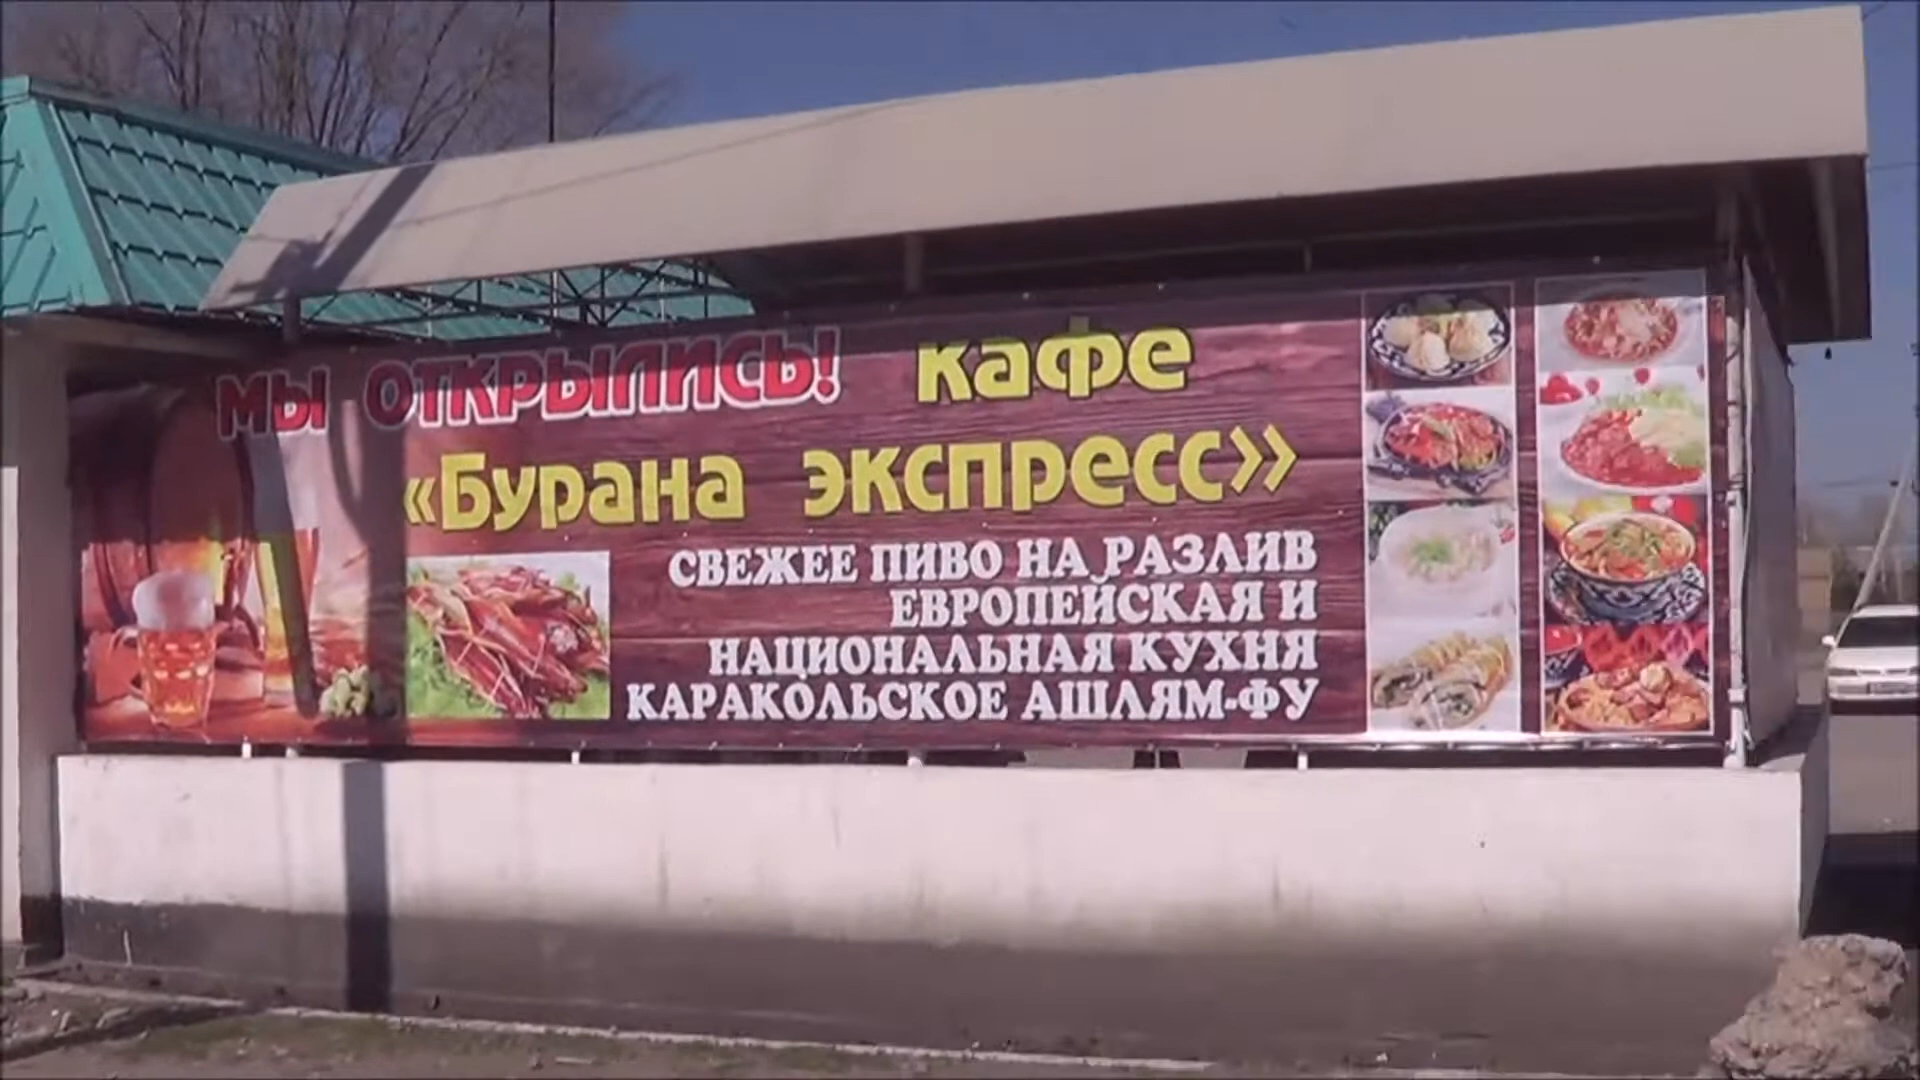 МЫ ОТКРЫЛИСЬ! кафе
«Бурана экспресс»
СВЕЖЕЕ ПИВО НА РАЗЛИВ
ЕВРОПЕЙСКАЯ И
НАЦИОНАЛЬНАЯ КУХНЯ
КАРАКОЛЬСКОЕ АШЛЯМ-ФУ